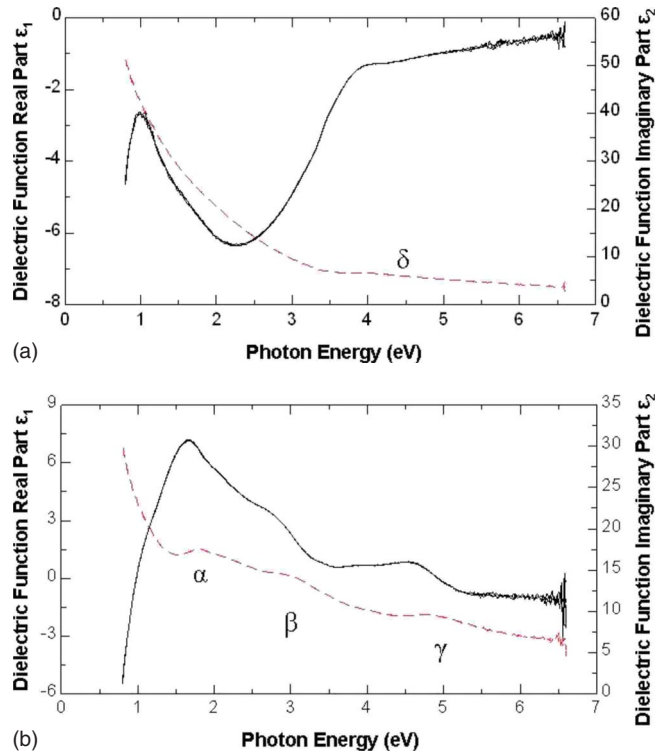 0
-2
-4
-6
-8
60
50
40
30
20
10
0
Dielectric Function Real Part ε1
Dielectric Function Imaginary Part ε2
δ
0 1 2 3 4 5 6 7
(a)
Photon Energy (eV)
9
6
3
0
-3
-6
35
30
25
20
15
10
5
0
Dielectric Function Real Part ε1
Dielectric Function Imaginary Part ε2
α
β
γ
0 1 2 3 4 5 6 7
(b)
Photon Energy (eV)